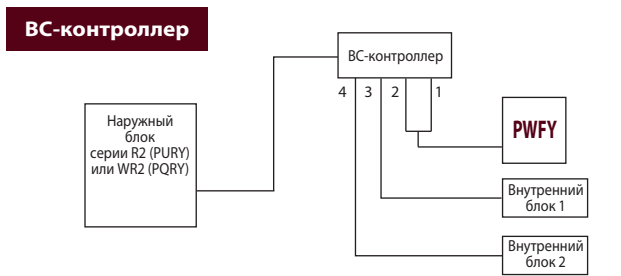 BC-контроллер
BC-контроллер
4 3 2 1
Наружный
блок
серии R2 (PURY)
или WR2 (PQRY)
PWFY
Внутренний
блок 1
Внутренний
блок 2